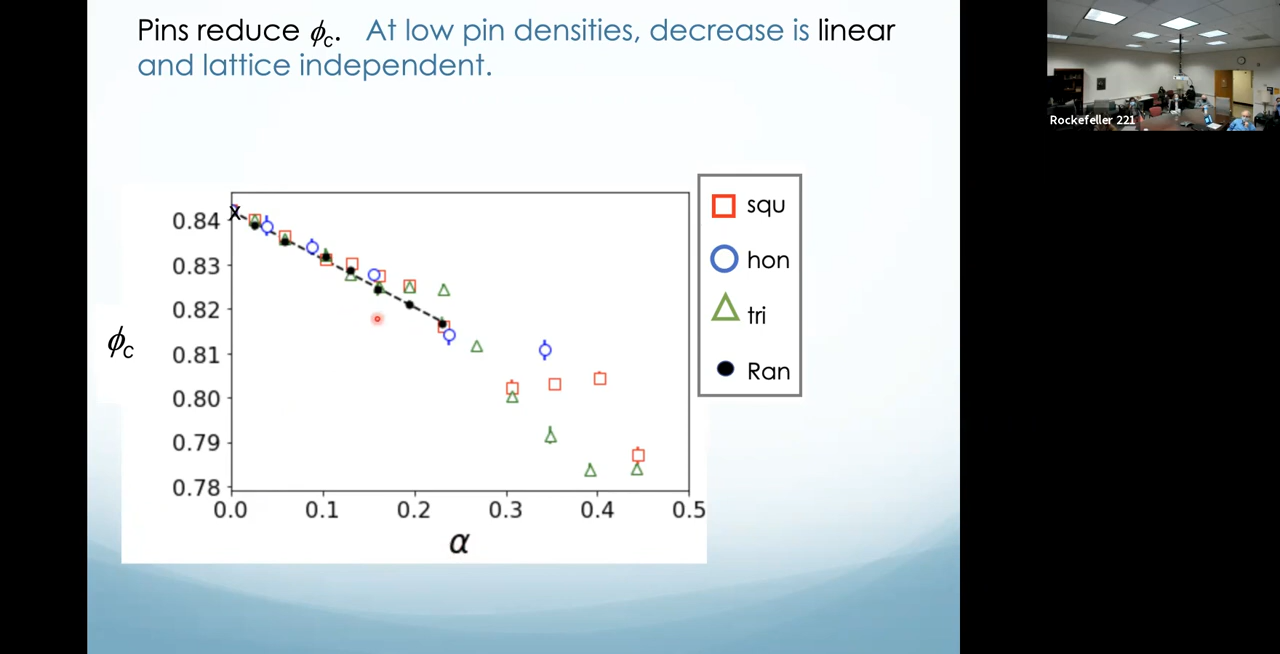 Pins reduce ϕc. At low pin densities, decrease is linear
and lattice independent.
Rockefeller 221
squ
hon
tri
Ran
0.84
0.83
0.82
0.81
0.80
0.79
0.78
ϕc
0.0 0.1 0.2 0.3 0.4 0.5
α